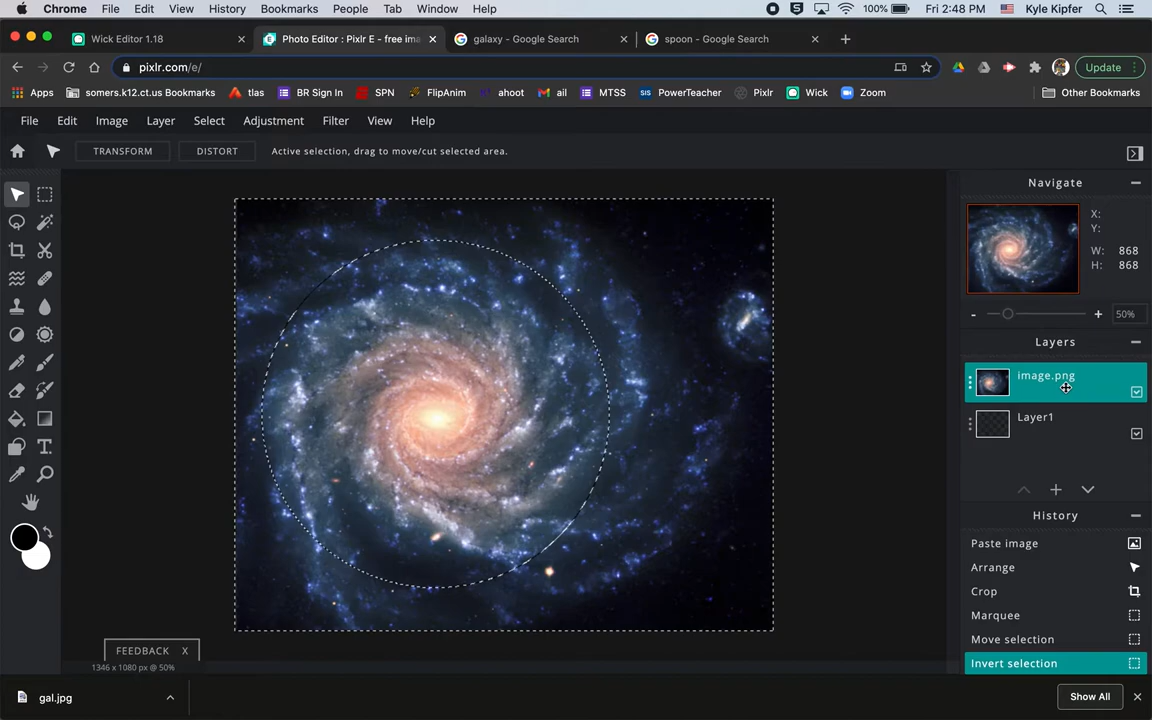 Chrome File Edit View History Bookmarks People Tab Window Help 100% Fri 2:48 PM Kyle Kipfer
Wick Editor 1.18 Photo Editor : Pixlr E - free ima galaxy - Google Search spoon - Google Search
pixlr.com/e/ Update
Apps somers.k12.ct.us Bookmarks tlas BR Sign In SPN FlipAnim ahoot ail MTSS SIS PowerTeacher Pixlr Wick Zoom Other Bookmarks
File Edit Image Layer Select Adjustment Filter View Help
TRANSFORM DISTORT Active selection, drag to move/cut selected area.
Navigate
X:
Y:
W: 868
H: 868
- + 50%
Layers
image.png
Layer1
History
Paste image
Arrange
Crop
Marquee
Move selection
Invert selection
T
FEEDBACK X
1346 x 1080 px @ 50%
gal.jpg Show All